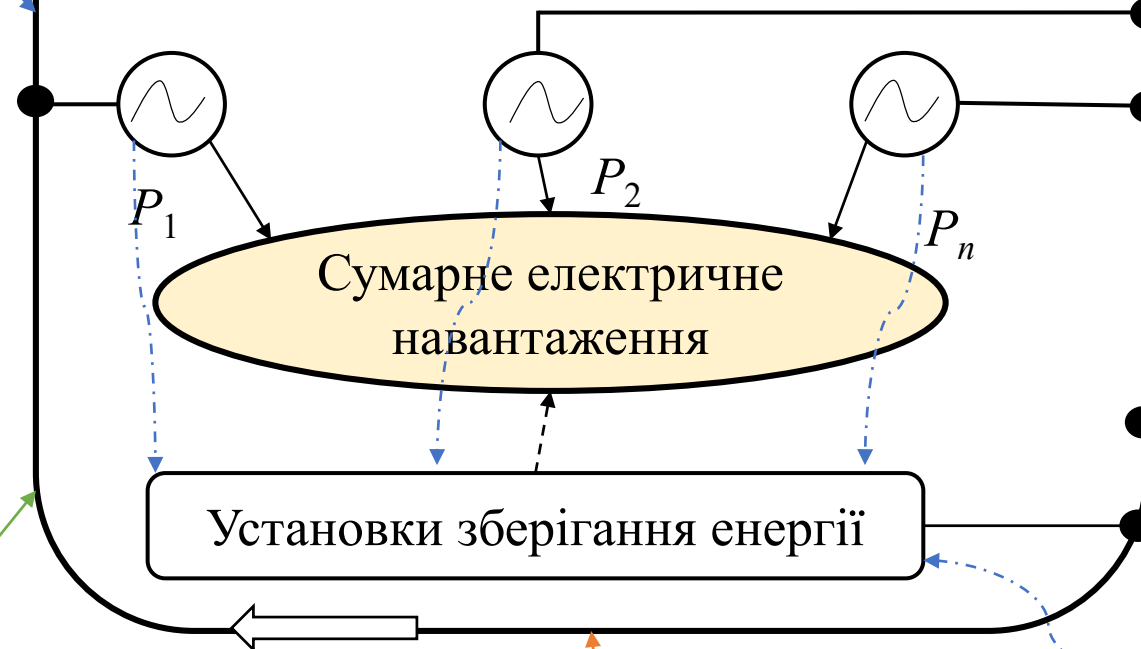 P₂
P₁
Pₙ
Сумарне електричне
навантаження
Установки зберігання енергії